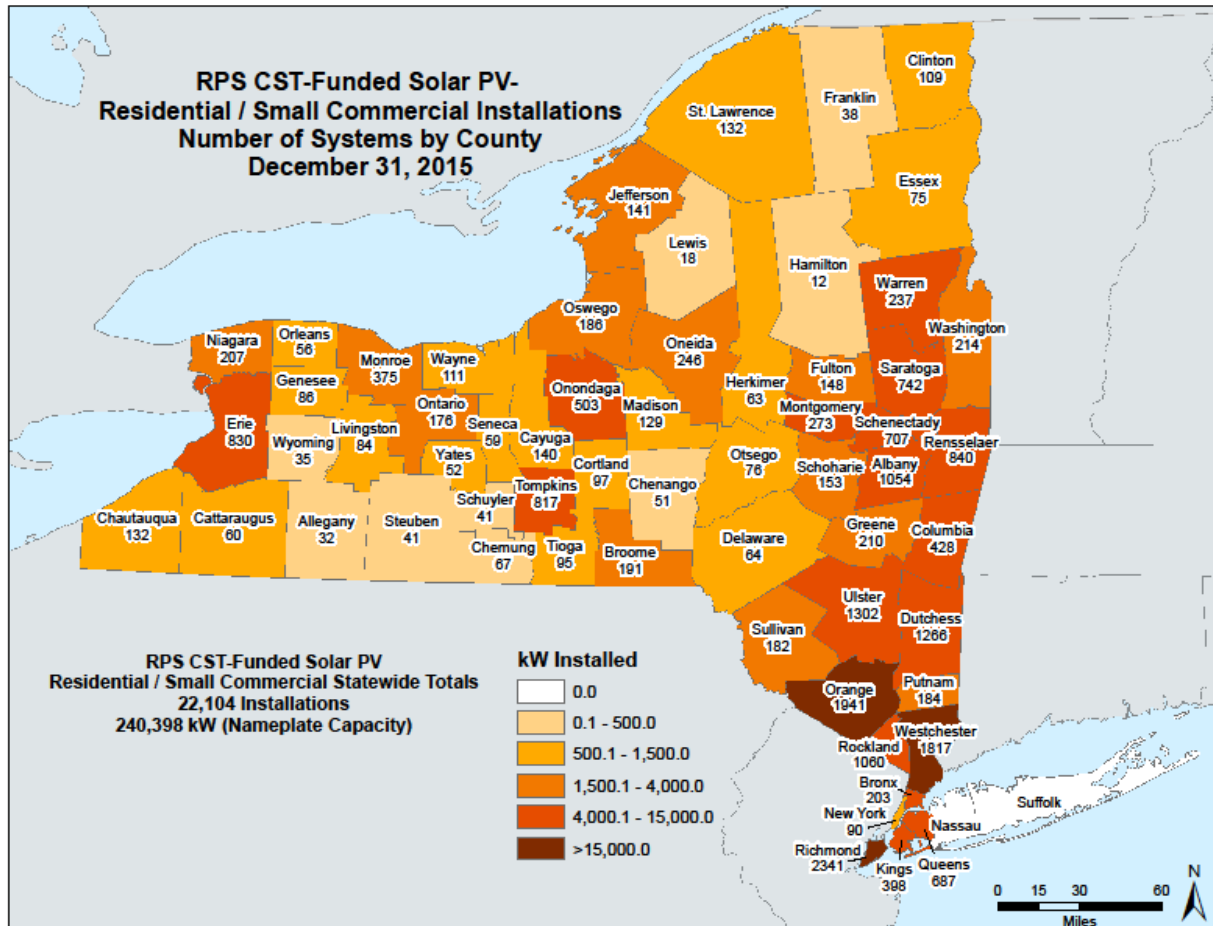 RPS CST-Funded Solar PV-
Residential / Small Commercial Installations
Number of Systems by County
December 31, 2015
Clinton
109
Franklin
38
St. Lawrence
132
Essex
75
Jefferson
141
Lewis
18
Hamilton
12
Warren
237
Washington
214
Oswego
186
Oneida
246
Herkimer
63
Fulton
148
Saratoga
742
Niagara
207
Orleans
56
Monroe
375
Wayne
111
Genesee
86
Onondaga
503
Madison
129
Montgomery
273
Schenectady
707
Rensselaer
840
Erie
830
Wyoming
35
Livingston
84
Ontario
176
Seneca
59
Yates
52
Cayuga
140
Cortland
97
Chenango
51
Otsego
76
Schoharie
153
Albany
1054
Chautauqua
132
Cattaraugus
60
Allegany
32
Steuben
41
Schuyler
41
Tompkins
817
Chemung
67
Tioga
95
Broome
191
Delaware
64
Greene
210
Columbia
428
Ulster
1302
Dutchess
1266
Sullivan
182
Orange
1941
Putnam
184
Westchester
1817
Rockland
1060
Bronx
203
New York
90
Richmond
2341
Kings
398
Queens
687
Nassau
Suffolk
RPS CST-Funded Solar PV
Residential / Small Commercial Statewide Totals
22,104 Installations
240,398 kW (Nameplate Capacity)
kW Installed
0.0
0.1 - 500.0
500.1 - 1,500.0
1,500.1 - 4,000.0
4,000.1 - 15,000.0
>15,000.0
N
0 15 30 60
Miles